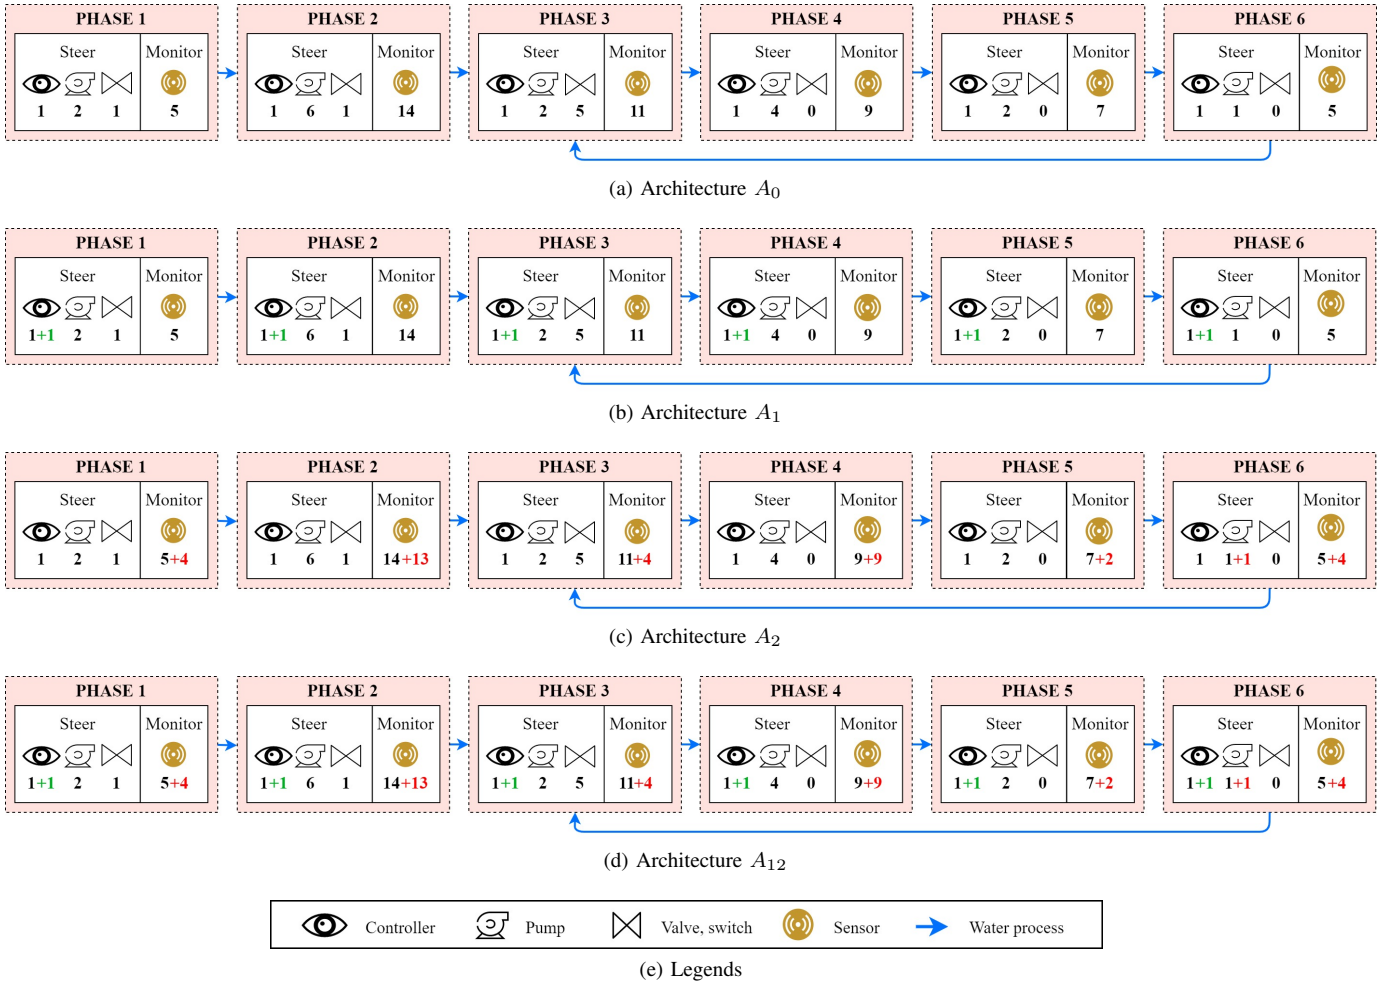 PHASE 1 PHASE 2 PHASE 3 PHASE 4 PHASE 5 PHASE 6
Steer Monitor Steer Monitor Steer Monitor Steer Monitor Steer Monitor Steer Monitor
1 2 1 5 1 6 1 14 1 2 5 11 1 4 0 9 1 2 0 7 1 1 0 5
(a) Architecture A0
PHASE 1 PHASE 2 PHASE 3 PHASE 4 PHASE 5 PHASE 6
Steer Monitor Steer Monitor Steer Monitor Steer Monitor Steer Monitor Steer Monitor
1+1 2 1 5 1+1 6 1 14 1+1 2 5 11 1+1 4 0 9 1+1 2 0 7 1+1 1 0 5
(b) Architecture A1
PHASE 1 PHASE 2 PHASE 3 PHASE 4 PHASE 5 PHASE 6
Steer Monitor Steer Monitor Steer Monitor Steer Monitor Steer Monitor Steer Monitor
1 2 1 5+4 1 6 1 14+13 1 2 5 11+4 1 4 0 9+9 1 2 0 7+2 1 1+1 0 5+4
(c) Architecture A2
PHASE 1 PHASE 2 PHASE 3 PHASE 4 PHASE 5 PHASE 6
Steer Monitor Steer Monitor Steer Monitor Steer Monitor Steer Monitor Steer Monitor
1+1 2 1 5+4 1+1 6 1 14+13 1+1 2 5 11+4 1+1 4 0 9+9 1+1 2 0 7+2 1+1 1+1 0 5+4
(d) Architecture A12
Controller Pump Valve, switch Sensor Water process
(e) Legends